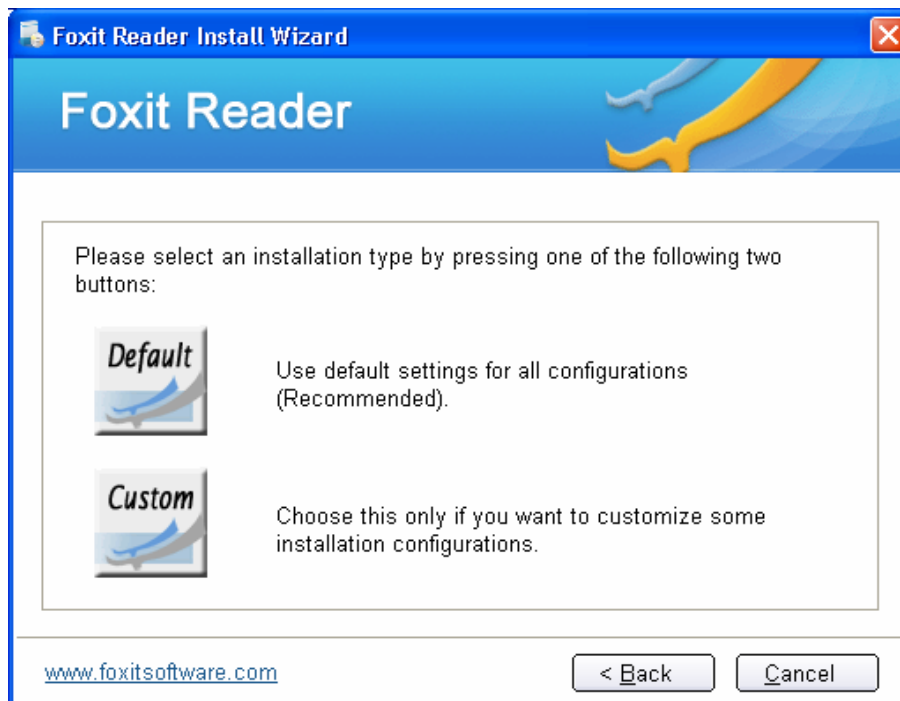 Foxit Reader Install Wizard
Foxit Reader
Please select an installation type by pressing one of the following two
buttons:
Default
Use default settings for all configurations
(Recommended).
Custom
Choose this only if you want to customize some
installation configurations.
www.foxitsoftware.com
< Back
Cancel